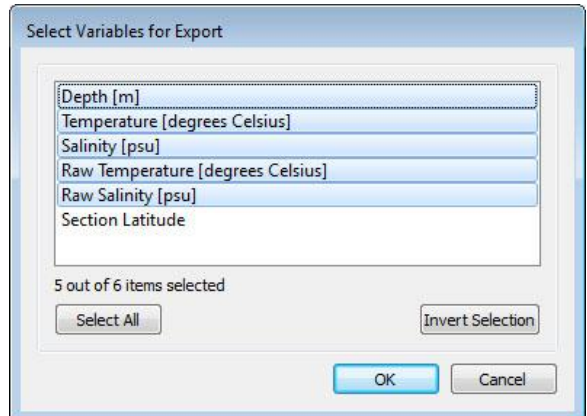 Select Variables for Export
Depth [m]
Temperature [degrees Celsius]
Salinity [psu]
Raw Temperature [degrees Celsius]
Raw Salinity [psu]
Section Latitude
5 out of 6 items selected
Select All
Invert Selection
OK
Cancel